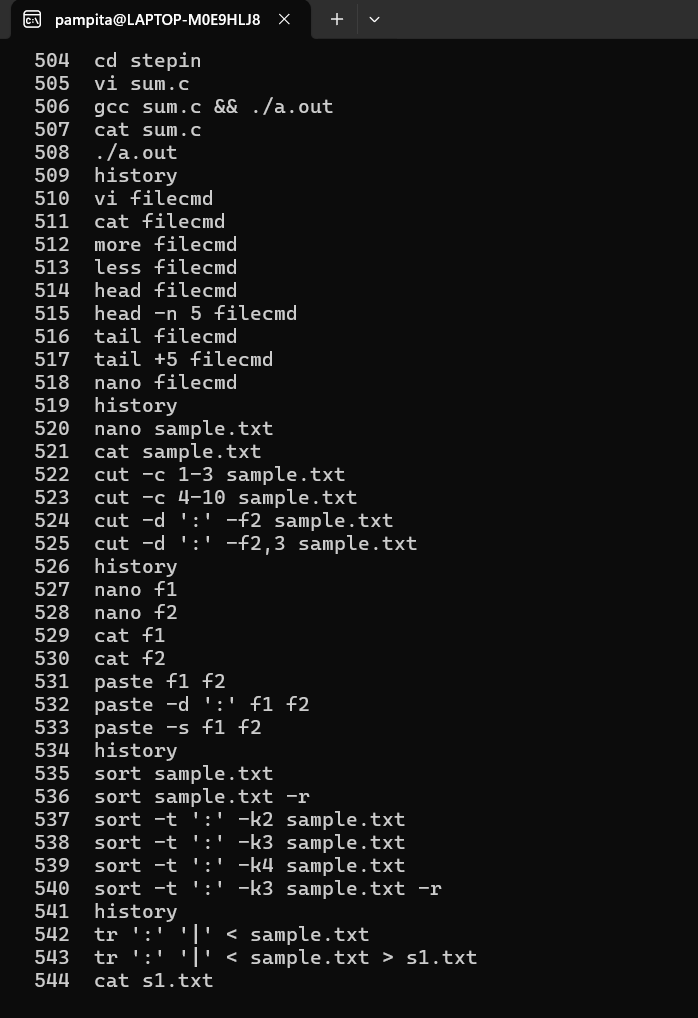 pampita@LAPTOP-M0E9HLJ8
504 cd stepin
505 vi sum.c
506 gcc sum.c && ./a.out
507 cat sum.c
508 ./a.out
509 history
510 vi filecmd
511 cat filecmd
512 more filecmd
513 less filecmd
514 head filecmd
515 head -n 5 filecmd
516 tail filecmd
517 tail +5 filecmd
518 nano filecmd
519 history
520 nano sample.txt
521 cat sample.txt
522 cut -c 1-3 sample.txt
523 cut -c 4-10 sample.txt
524 cut -d ':' -f2 sample.txt
525 cut -d ':' -f2,3 sample.txt
526 history
527 nano f1
528 nano f2
529 cat f1
530 cat f2
531 paste f1 f2
532 paste -d ':' f1 f2
533 paste -s f1 f2
534 history
535 sort sample.txt
536 sort sample.txt -r
537 sort -t ':' -k2 sample.txt
538 sort -t ':' -k3 sample.txt
539 sort -t ':' -k4 sample.txt
540 sort -t ':' -k3 sample.txt -r
541 history
542 tr ':' '|' < sample.txt
543 tr ':' '|' < sample.txt > s1.txt
544 cat s1.txt